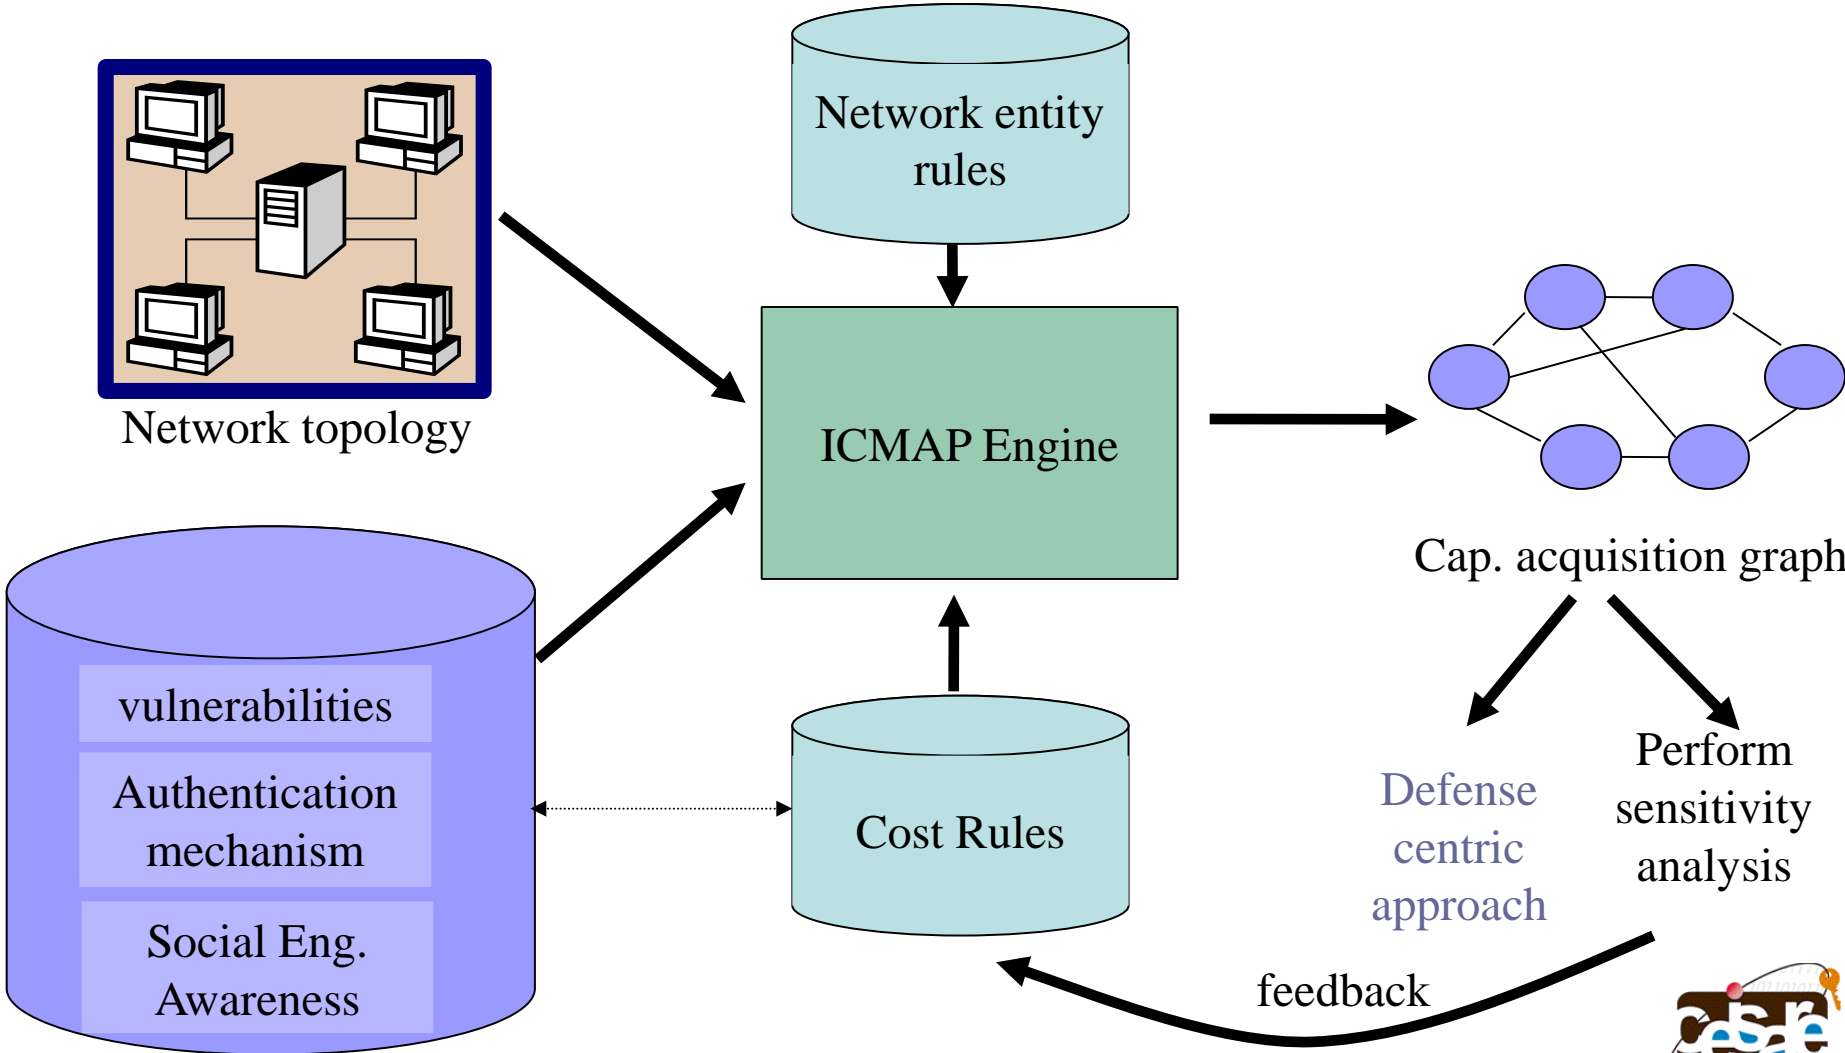 Network entity
rules
Network topology
ICMAP Engine
Cap. acquisition graph
vulnerabilities
Authentication
mechanism
Social Eng.
Awareness
Cost Rules
Defense
centric
approach
Perform
sensitivity
analysis
feedback